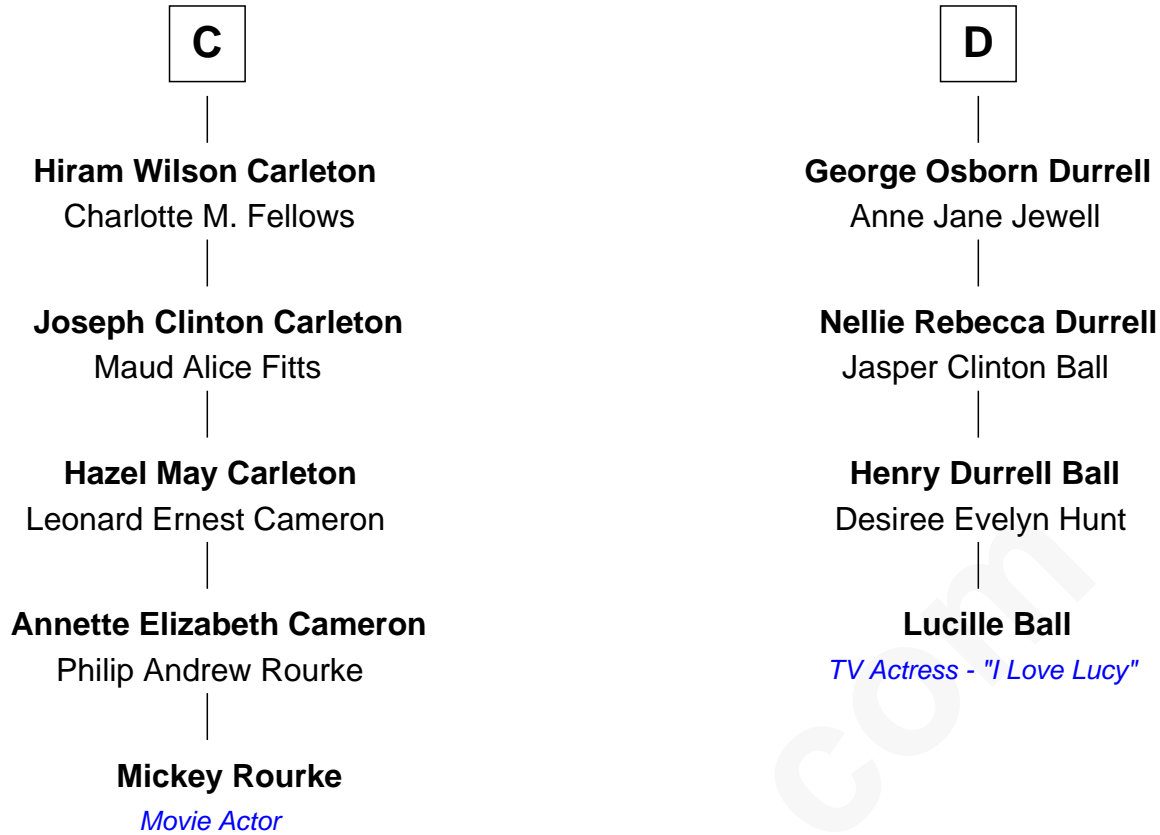 C
Hiram Wilson Carleton
Charlotte M. Fellows
Joseph Clinton Carleton
Maud Alice Fitts
Hazel May Carleton
Leonard Ernest Cameron
Annette Elizabeth Cameron
Philip Andrew Rourke
Mickey Rourke
Movie Actor
D
George Osborn Durrell
Anne Jane Jewell
Nellie Rebecca Durrell
Jasper Clinton Ball
Henry Durrell Ball
Desiree Evelyn Hunt
Lucille Ball
TV Actress - "I Love Lucy"
com